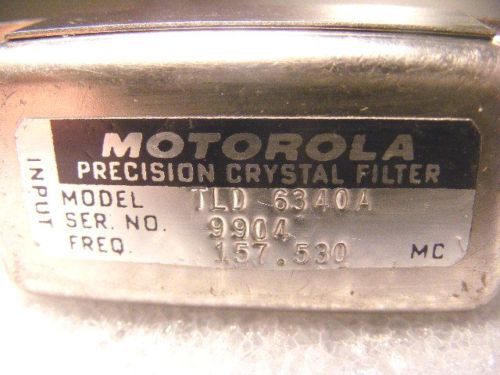 MOTOROLA
PRECISION CRYSTAL FILTER
INPUT
MODEL TLD 6340A
SER. NO. 9904
FREQ. 157.530 MC